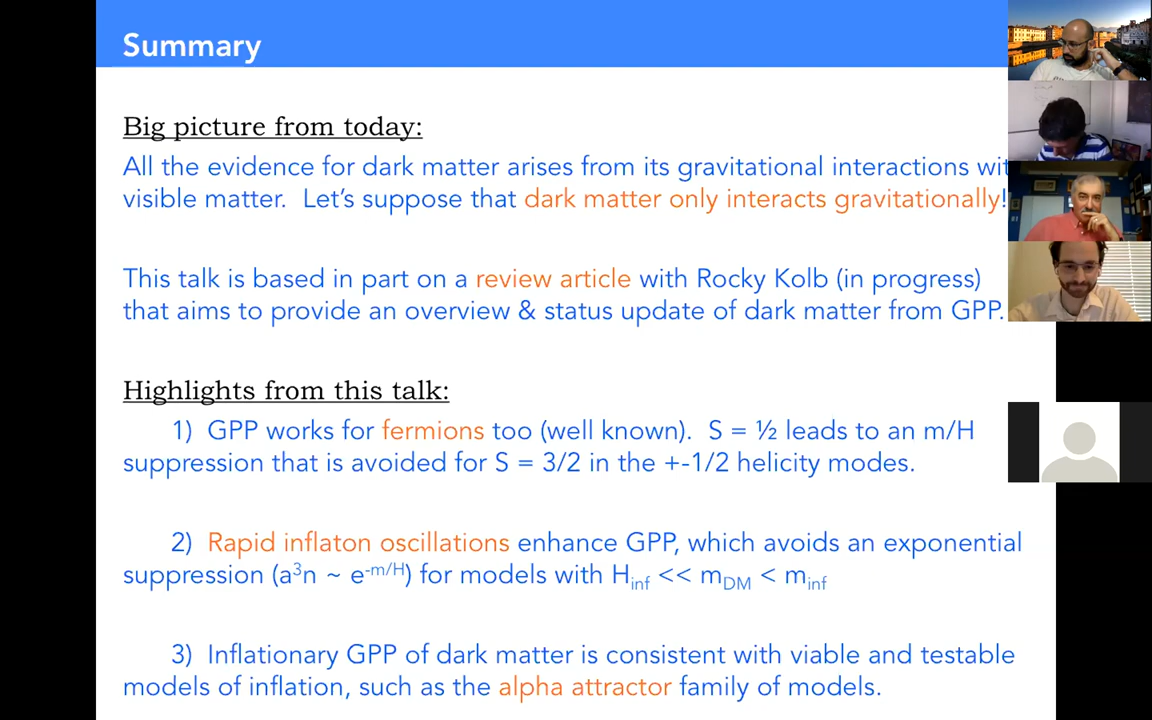 Summary
Big picture from today:
All the evidence for dark matter arises from its gravitational interactions wit
visible matter.  Let's suppose that dark matter only interacts gravitationally!
This talk is based in part on a review article with Rocky Kolb (in progress)
that aims to provide an overview & status update of dark matter from GPP.
Highlights from this talk:
1)  GPP works for fermions too (well known).  S = ½ leads to an m/H
suppression that is avoided for S = 3/2 in the +-1/2 helicity modes.
2)  Rapid inflaton oscillations enhance GPP, which avoids an exponential
suppression (a³n ~ e^-m/H) for models with H_inf << m_DM < m_inf
3)  Inflationary GPP of dark matter is consistent with viable and testable
models of inflation, such as the alpha attractor family of models.